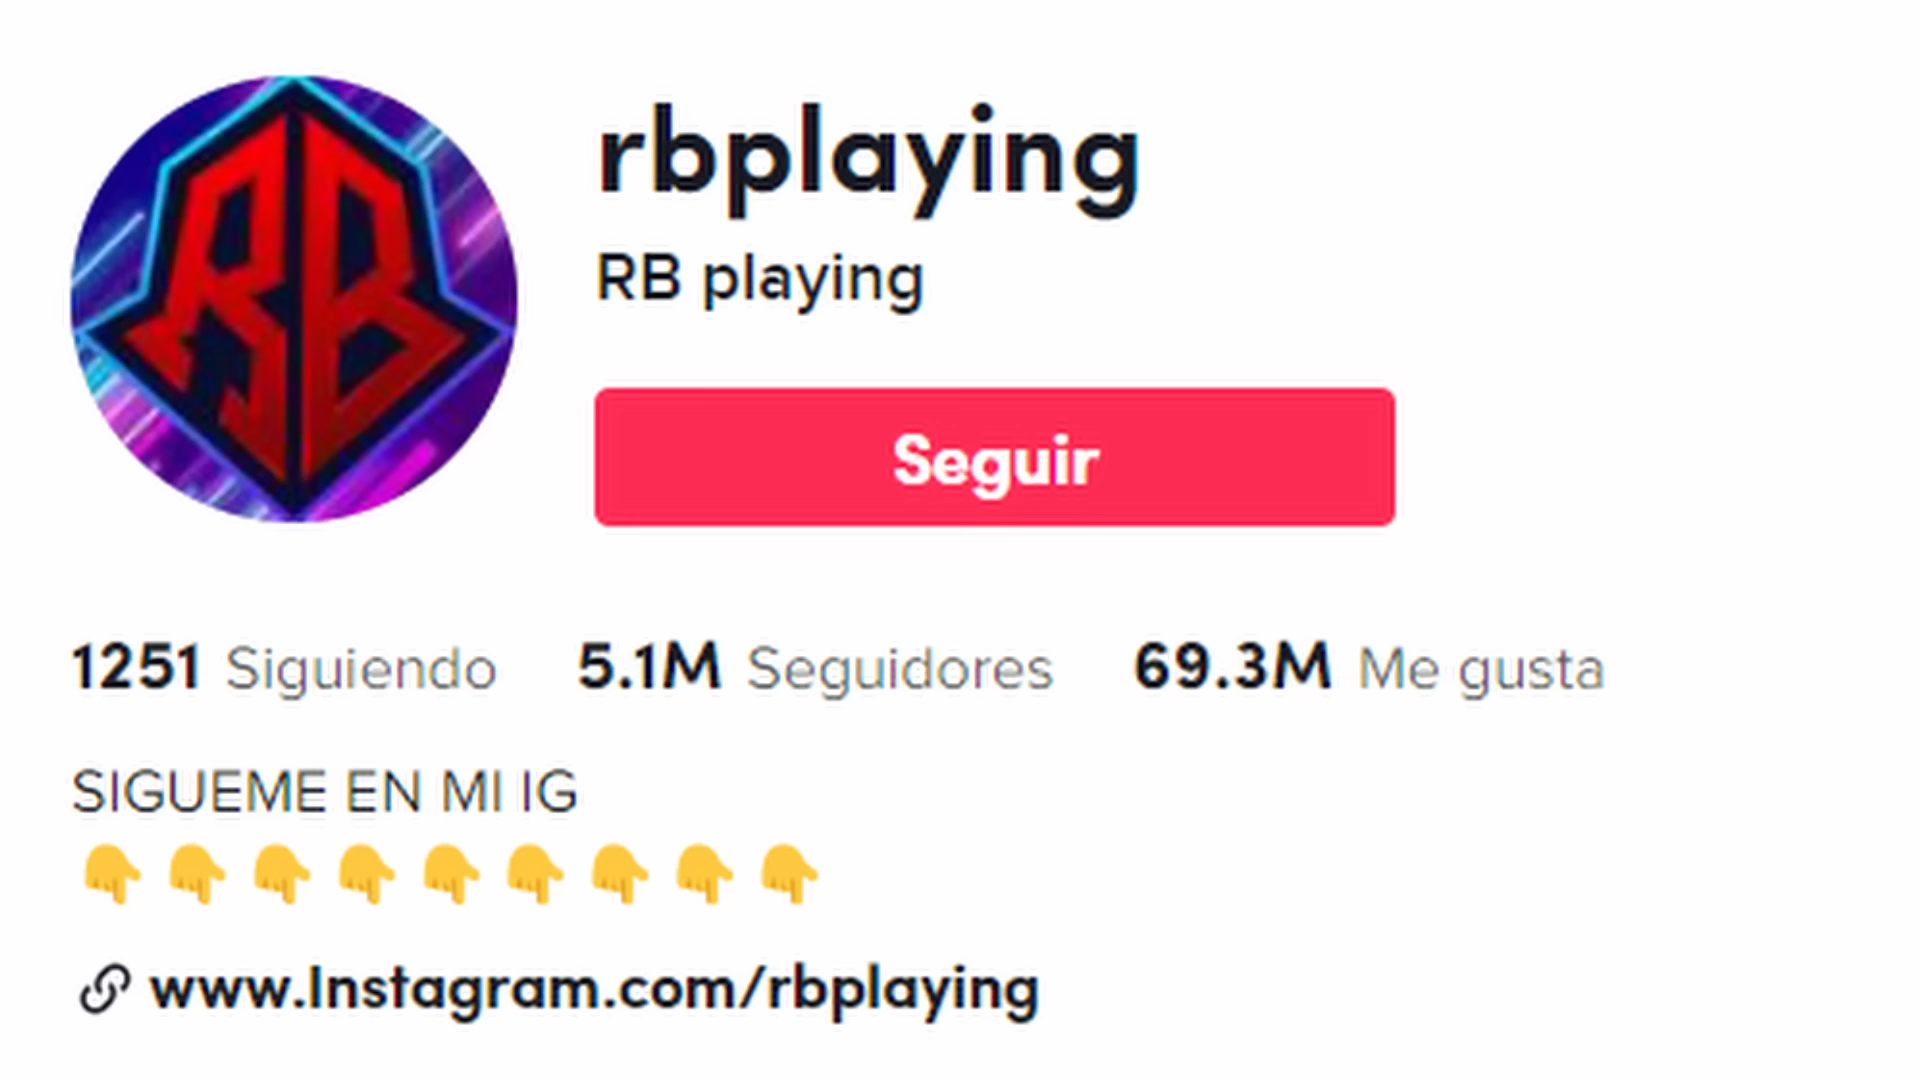 RB
rbplaying
RB playing
Seguir
1251 Siguiendo 5.1M Seguidores 69.3M Me gusta
SIGUEME EN MI IG
👇👇👇👇👇👇👇👇👇
www.Instagram.com/rbplaying